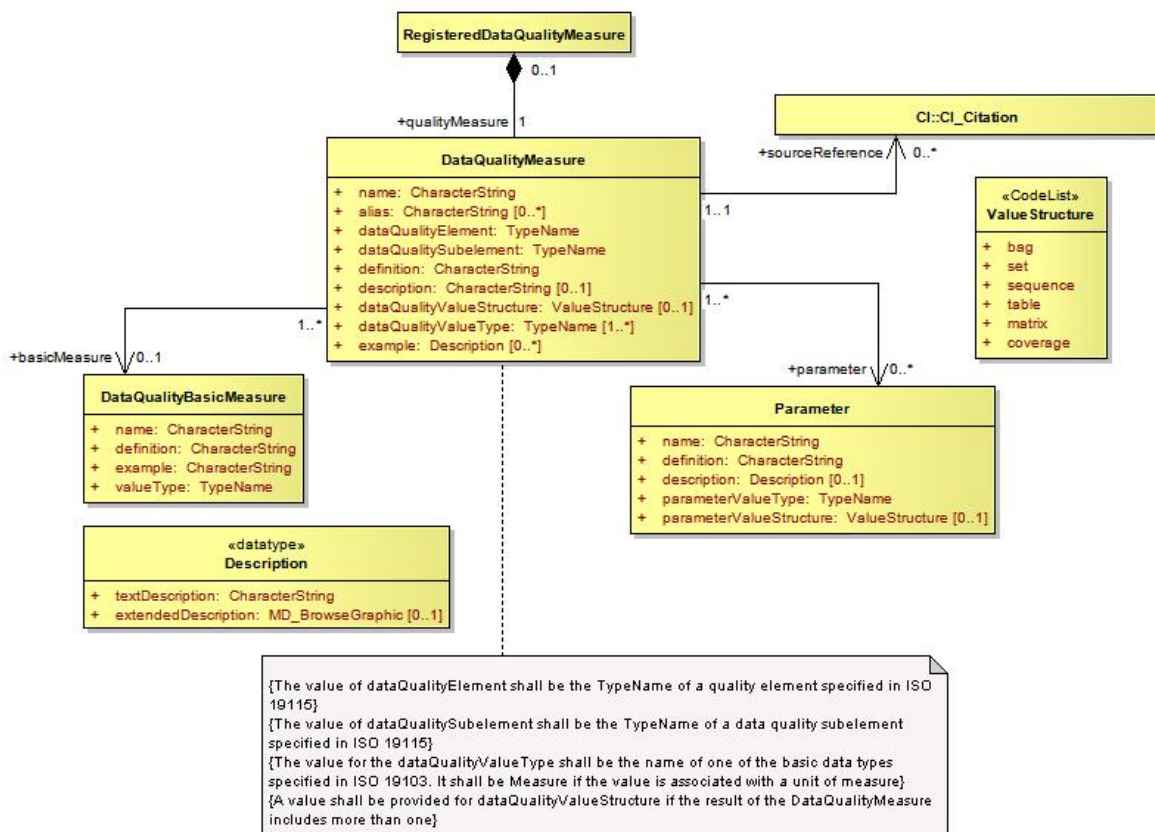 RegisteredDataQualityMeasure
0..1
+qualityMeasure 1
CI::CI_Citation
+sourceReference 0..*
DataQualityMeasure
+ name: CharacterString
+ alias: CharacterString [0..*]
+ dataQualityElement: TypeName
+ dataQualitySubelement: TypeName
+ definition: CharacterString
+ description: CharacterString [0..1]
+ dataQualityValueStructure: ValueStructure [0..1]
+ dataQualityValueType: TypeName [1..*]
+ example: Description [0..*]
1..1
1..*
«CodeList»
ValueStructure
+ bag
+ set
+ sequence
+ table
+ matrix
+ coverage
1..*
+basicMeasure 0..1
+parameter 0..*
DataQualityBasicMeasure
+ name: CharacterString
+ definition: CharacterString
+ example: CharacterString
+ valueType: TypeName
Parameter
+ name: CharacterString
+ definition: CharacterString
+ description: Description [0..1]
+ parameterValueType: TypeName
+ parameterValueStructure: ValueStructure [0..1]
«datatype»
Description
+ textDescription: CharacterString
+ extendedDescription: MD_BrowseGraphic [0..1]
{The value of dataQualityElement shall be the TypeName of a quality element specified in ISO
19115}
{The value of dataQualitySubelement shall be the TypeName of a data quality subelement
specified in ISO 19115}
{The value for the dataQualityValueType shall be the name of one of the basic data types
specified in ISO 19103. It shall be Measure if the value is associated with a unit of measure}
{A value shall be provided for dataQualityValueStructure if the result of the DataQualityMeasure
includes more than one}